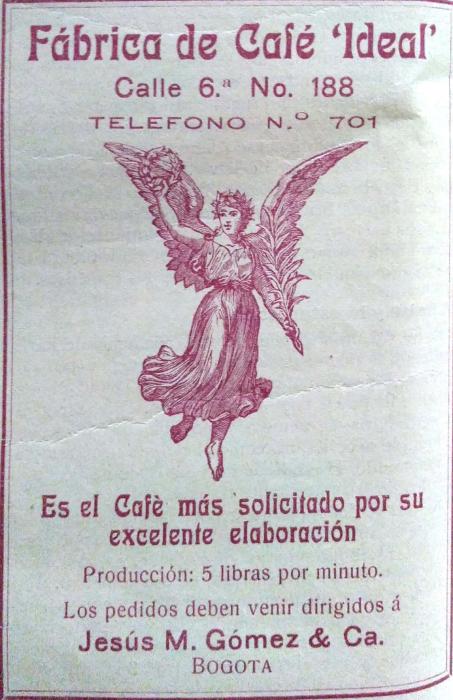 Fábrica de Café 'Ideal'
Calle 6.ª No. 188
TELEFONO N.º 701
Es el Cafè más solicitado por su
excelente elaboración
Producción: 5 libras por minuto.
Los pedidos deben venir dirigidos á
Jesús M. Gómez & Ca.
BOGOTA